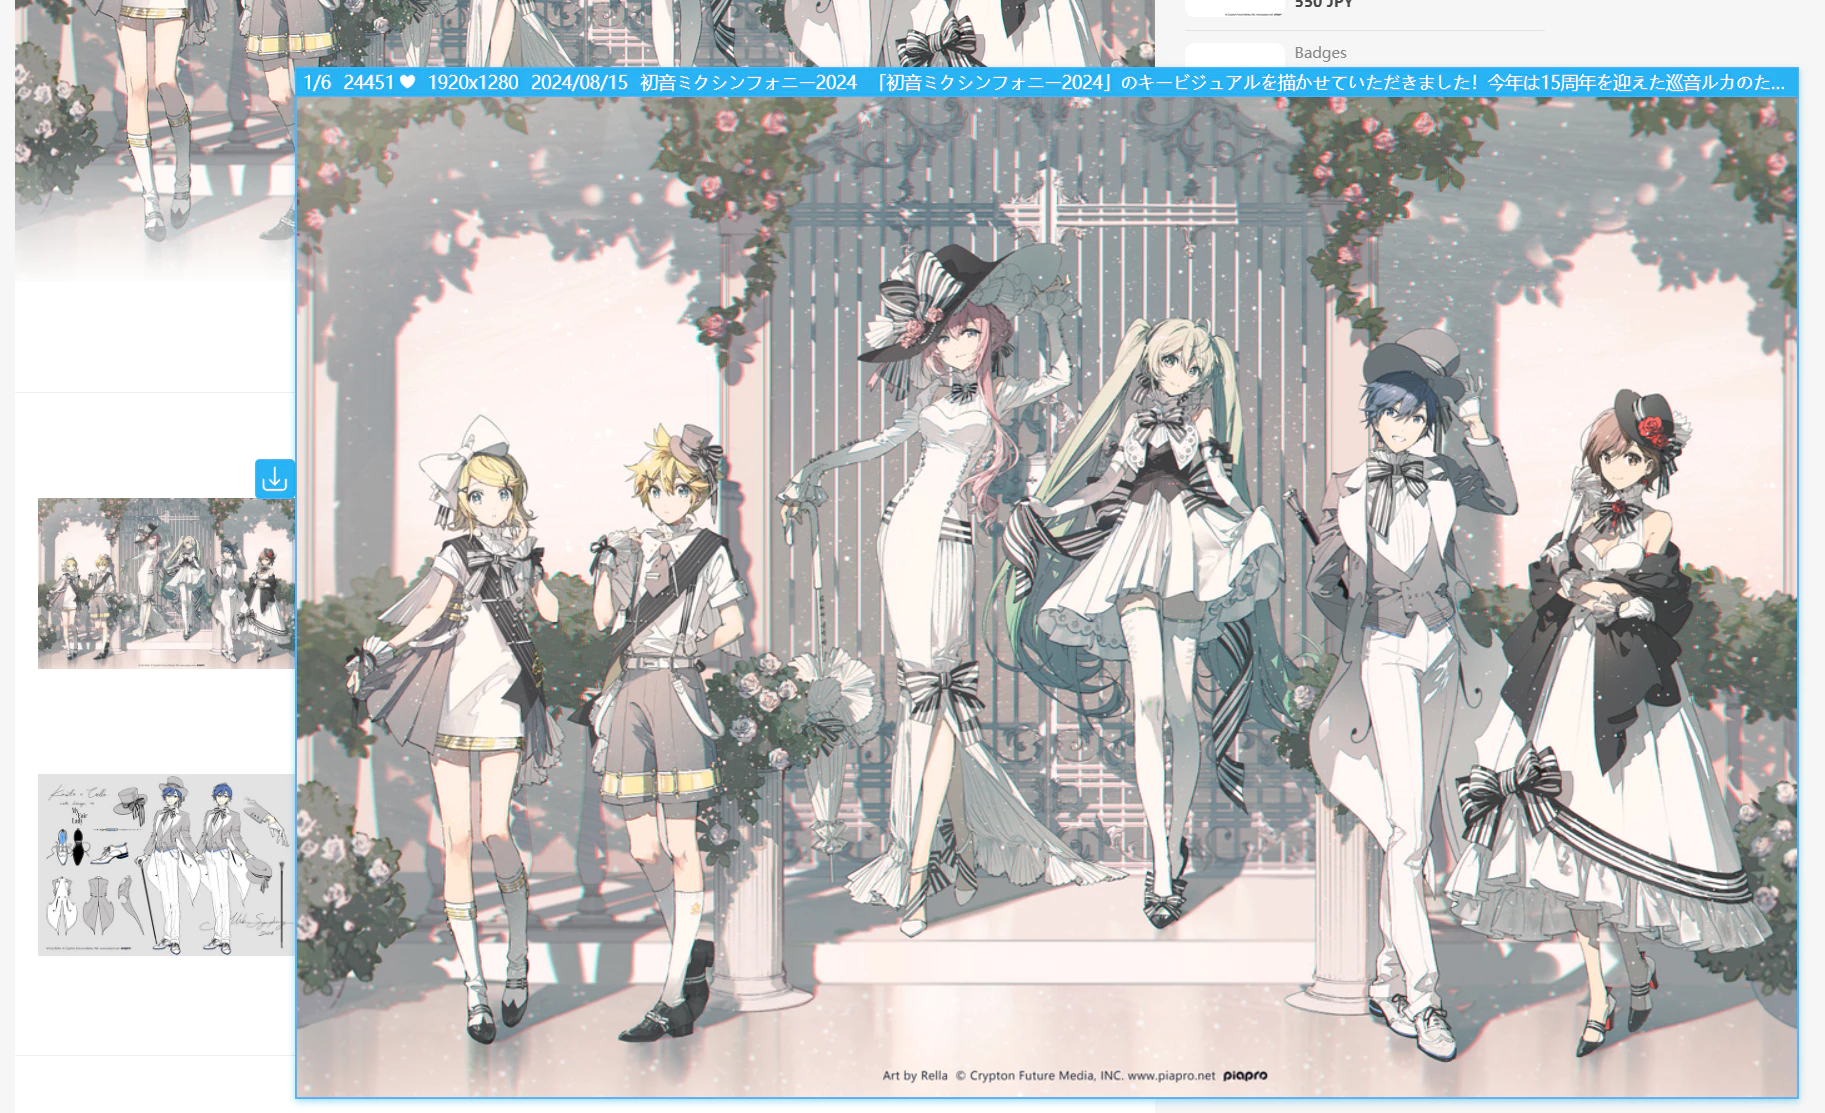 550 JPY
Badges
1/6 24451 ♥ 1920x1280 2024/08/15 初音ミクシンフォニー2024 「初音ミクシンフォニー2024」のキービジュアルを描かせていただきました！今年は15周年を迎えた巡音ルカのた...
Art by Rella © Crypton Future Media, INC. www.piapro.net piapro
My Fair
Lady